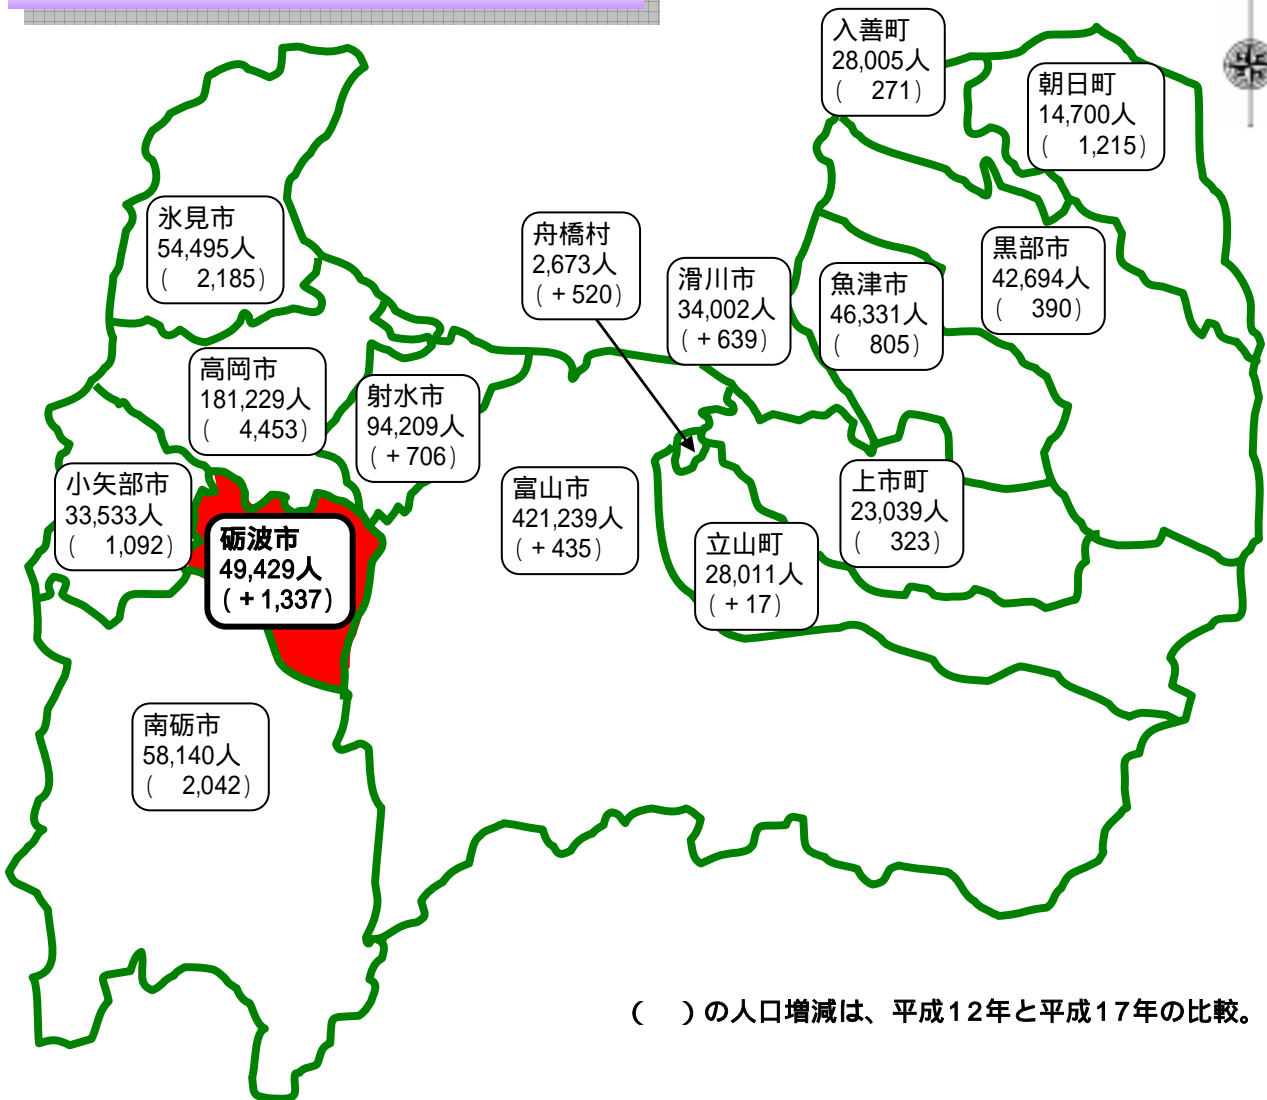 入善町
28,005人
(　271)
朝日町
14,700人
(　1,215)
氷見市
54,495人
(　2,185)
舟橋村
2,673人
(+520)
滑川市
34,002人
(+639)
魚津市
46,331人
(　805)
黒部市
42,694人
(　390)
高岡市
181,229人
(　4,453)
射水市
94,209人
(+706)
小矢部市
33,533人
(　1,092)
砺波市
49,429人
(+1,337)
富山市
421,239人
(+435)
上市町
23,039人
(　323)
立山町
28,011人
(+17)
南砺市
58,140人
(　2,042)
(　)の人口増減は、平成12年と平成17年の比較。